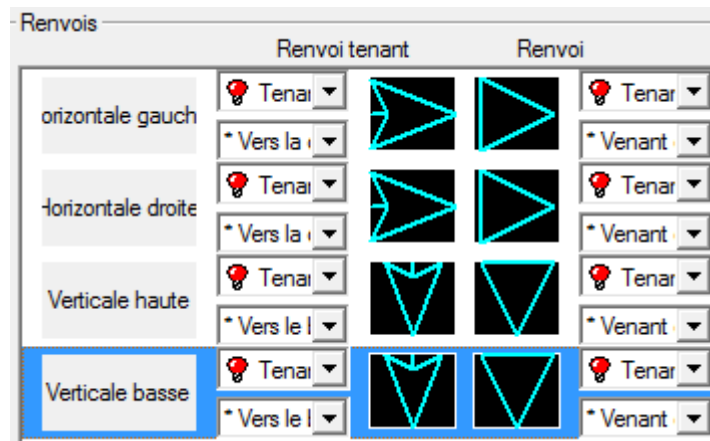 Renvois
Renvoi tenant Renvoi
orizontale gauch
Tenar Tenar
* Vers la * Venant
Horizontale droite
Tenar Tenar
* Vers la * Venant
Verticale haute
Tenar Tenar
* Vers le * Venant
Verticale basse
Tenar Tenar
* Vers le * Venant